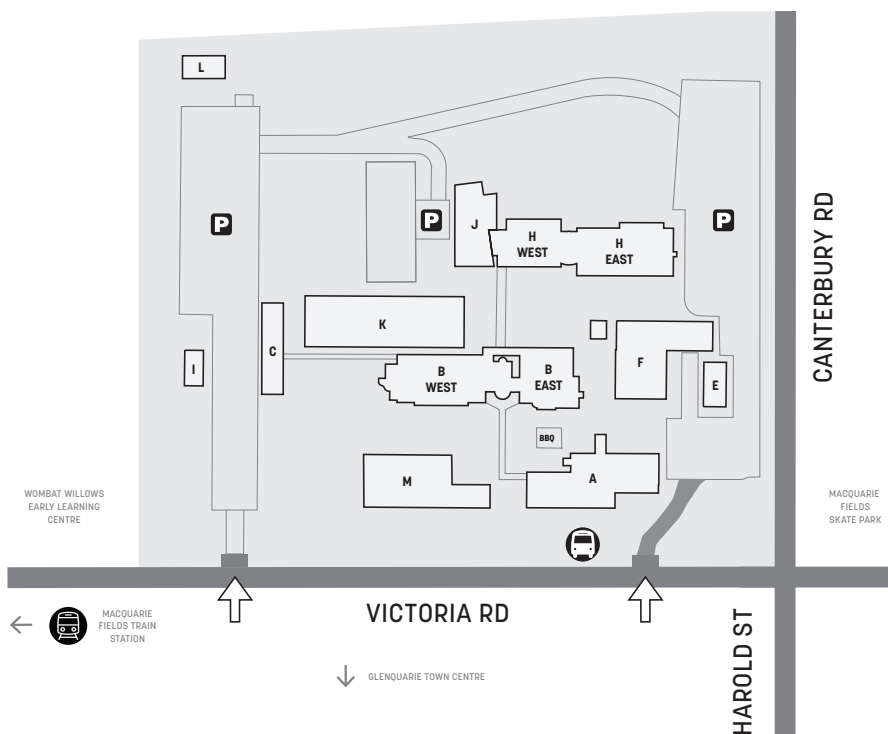 L
P
P
P
J
H
WEST
H
EAST
CANTERBURY RD
K
C
I
B
WEST
B
EAST
F
E
BBQ
M
A
WOMBAT WILLOWS
EARLY LEARNING
CENTRE
MACQUARIE
FIELDS
SKATE PARK
VICTORIA RD
MACQUARIE
FIELDS TRAIN
STATION
HAROLD ST
GLENQUARIE TOWN CENTRE